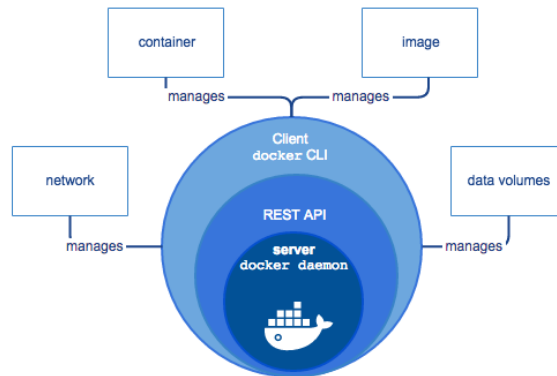 container
image
manages
manages
Client
docker CLI
network
data volumes
REST API
manages
server
manages
docker daemon